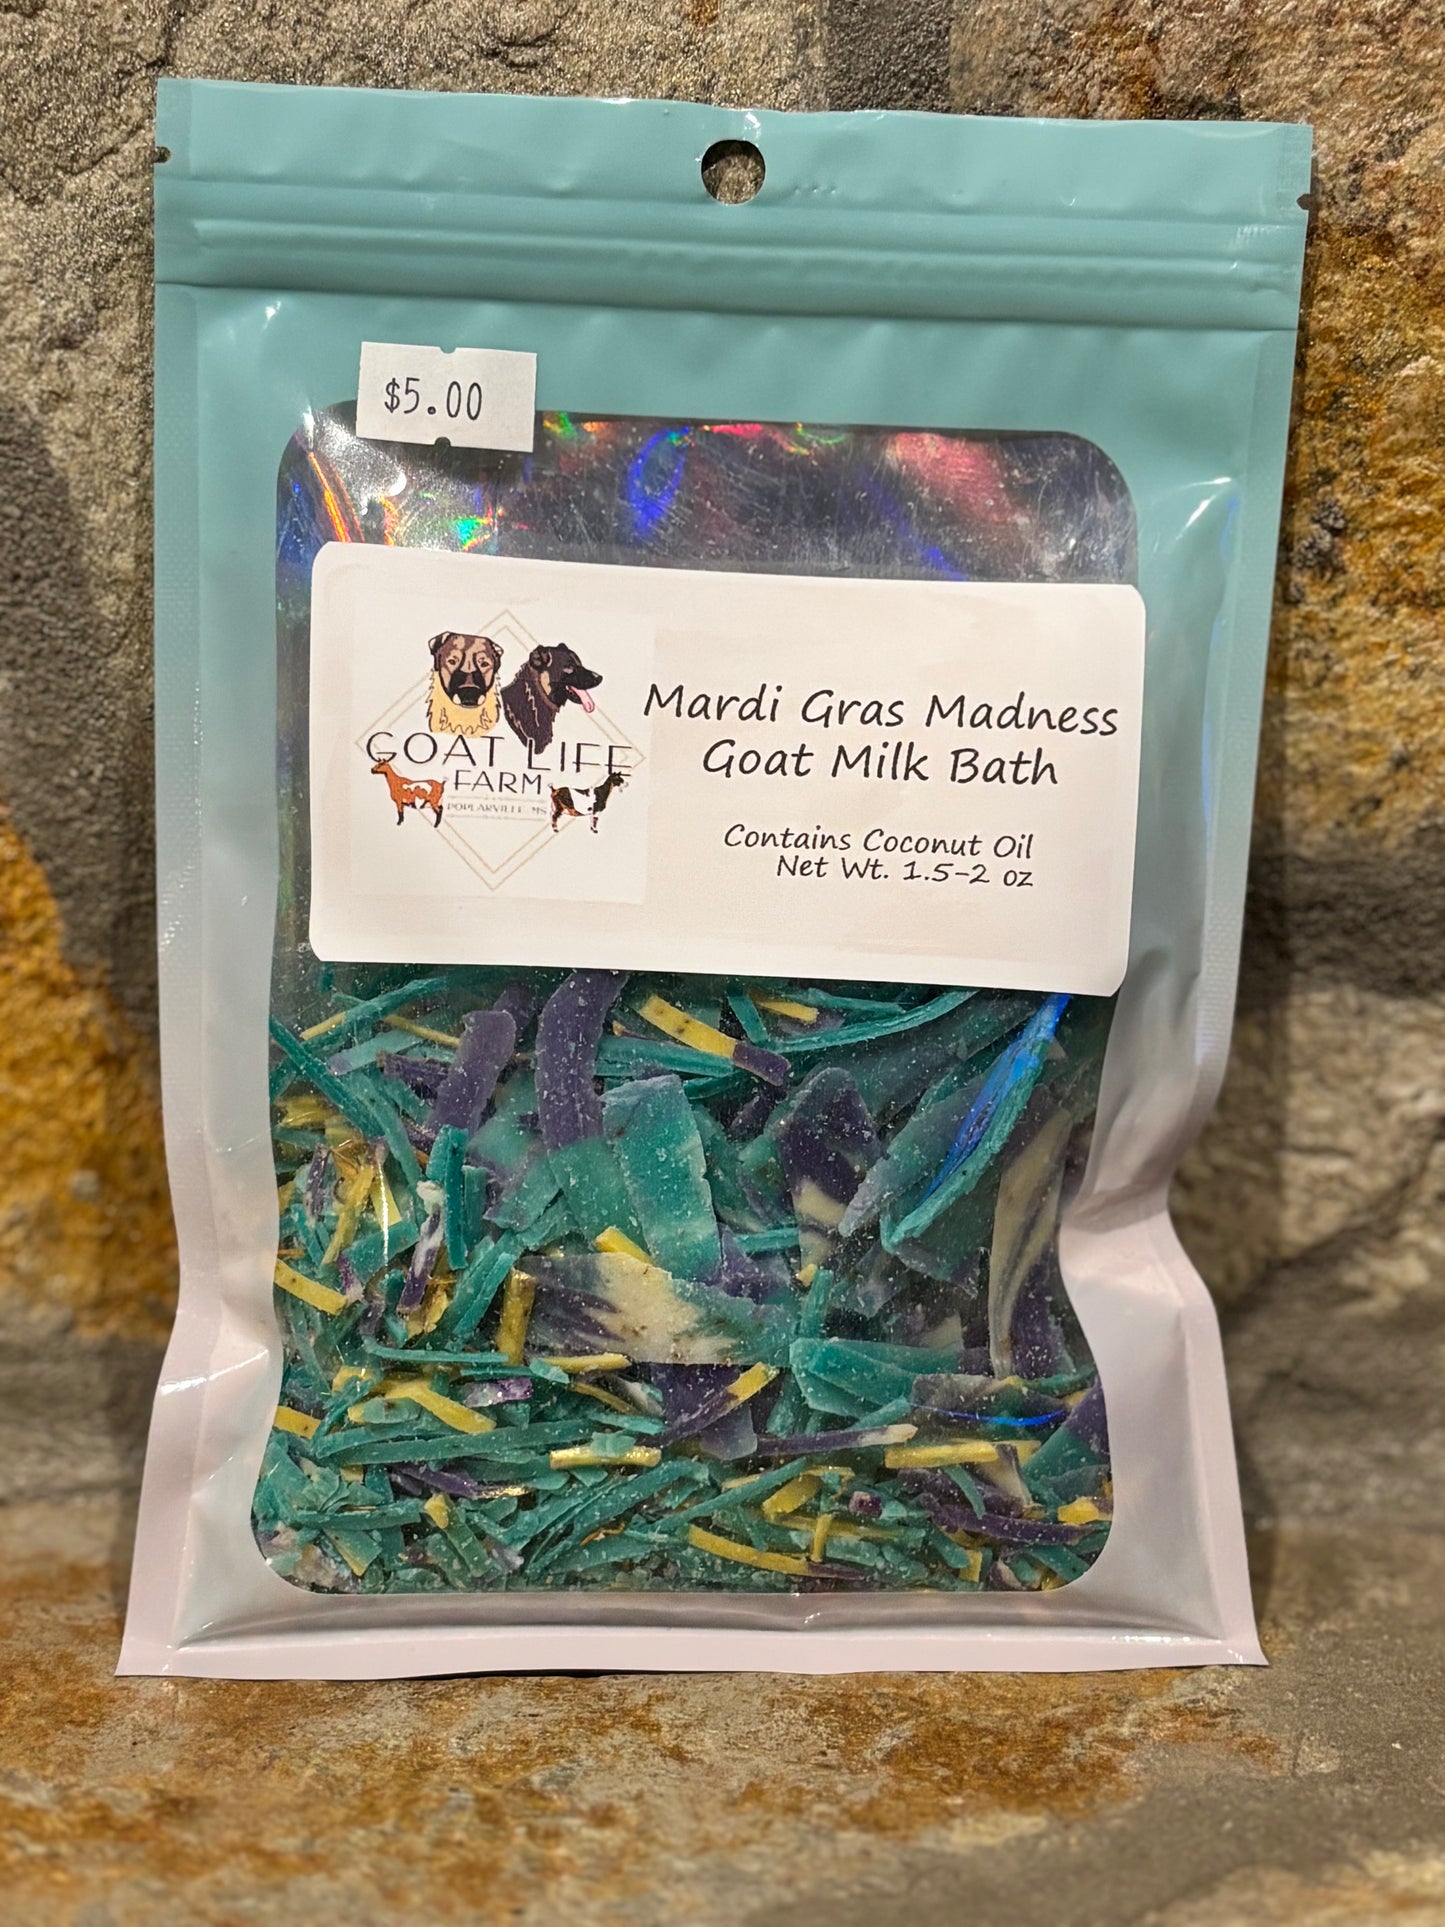 $5.00
GOAT LIFE
FARM
POPLARVILLE MS
Mardi Gras Madness
Goat Milk Bath
Contains Coconut Oil
Net Wt. 1.5-2 oz